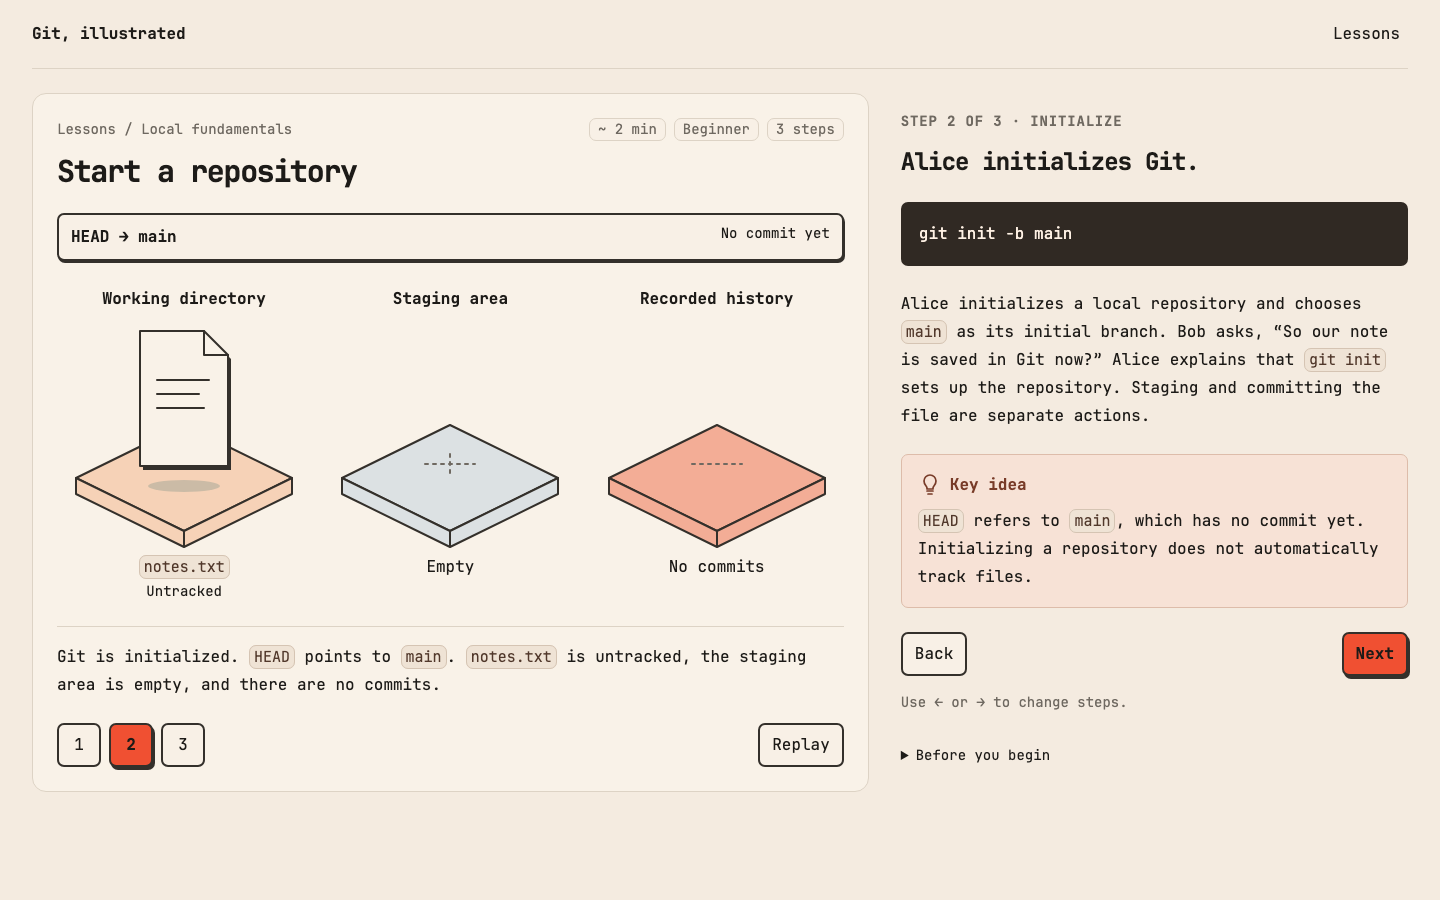 Git, illustrated
Lessons
Lessons / Local fundamentals
~ 2 min
Beginner
3 steps
Start a repository
HEAD → main
No commit yet
Working directory
Staging area
Recorded history
notes.txt
Untracked
Empty
No commits
Git is initialized. HEAD points to main. notes.txt is untracked, the staging
area is empty, and there are no commits.
1
2
3
Replay
STEP 2 OF 3 · INITIALIZE
Alice initializes Git.
git init -b main
Alice initializes a local repository and chooses
main as its initial branch. Bob asks, “So our note
is saved in Git now?” Alice explains that git init
sets up the repository. Staging and committing the
file are separate actions.
Key idea
HEAD refers to main, which has no commit yet.
Initializing a repository does not automatically
track files.
Back
Next
Use ← or → to change steps.
▶ Before you begin